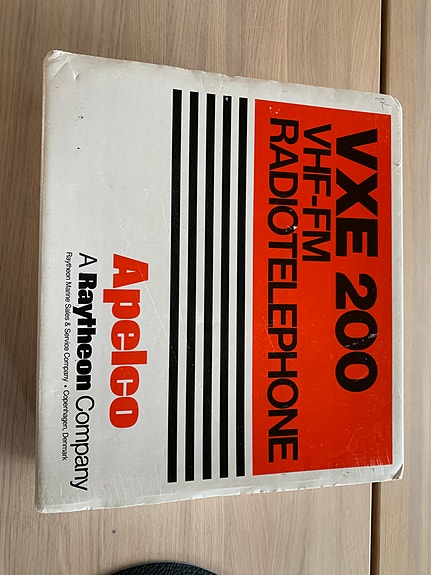 VXE 200
VHF-FM
RADIOTELEPHONE
Apelco
A Raytheon Company
Raytheon Marine Sales & Service Company • Copenhagen, Denmark